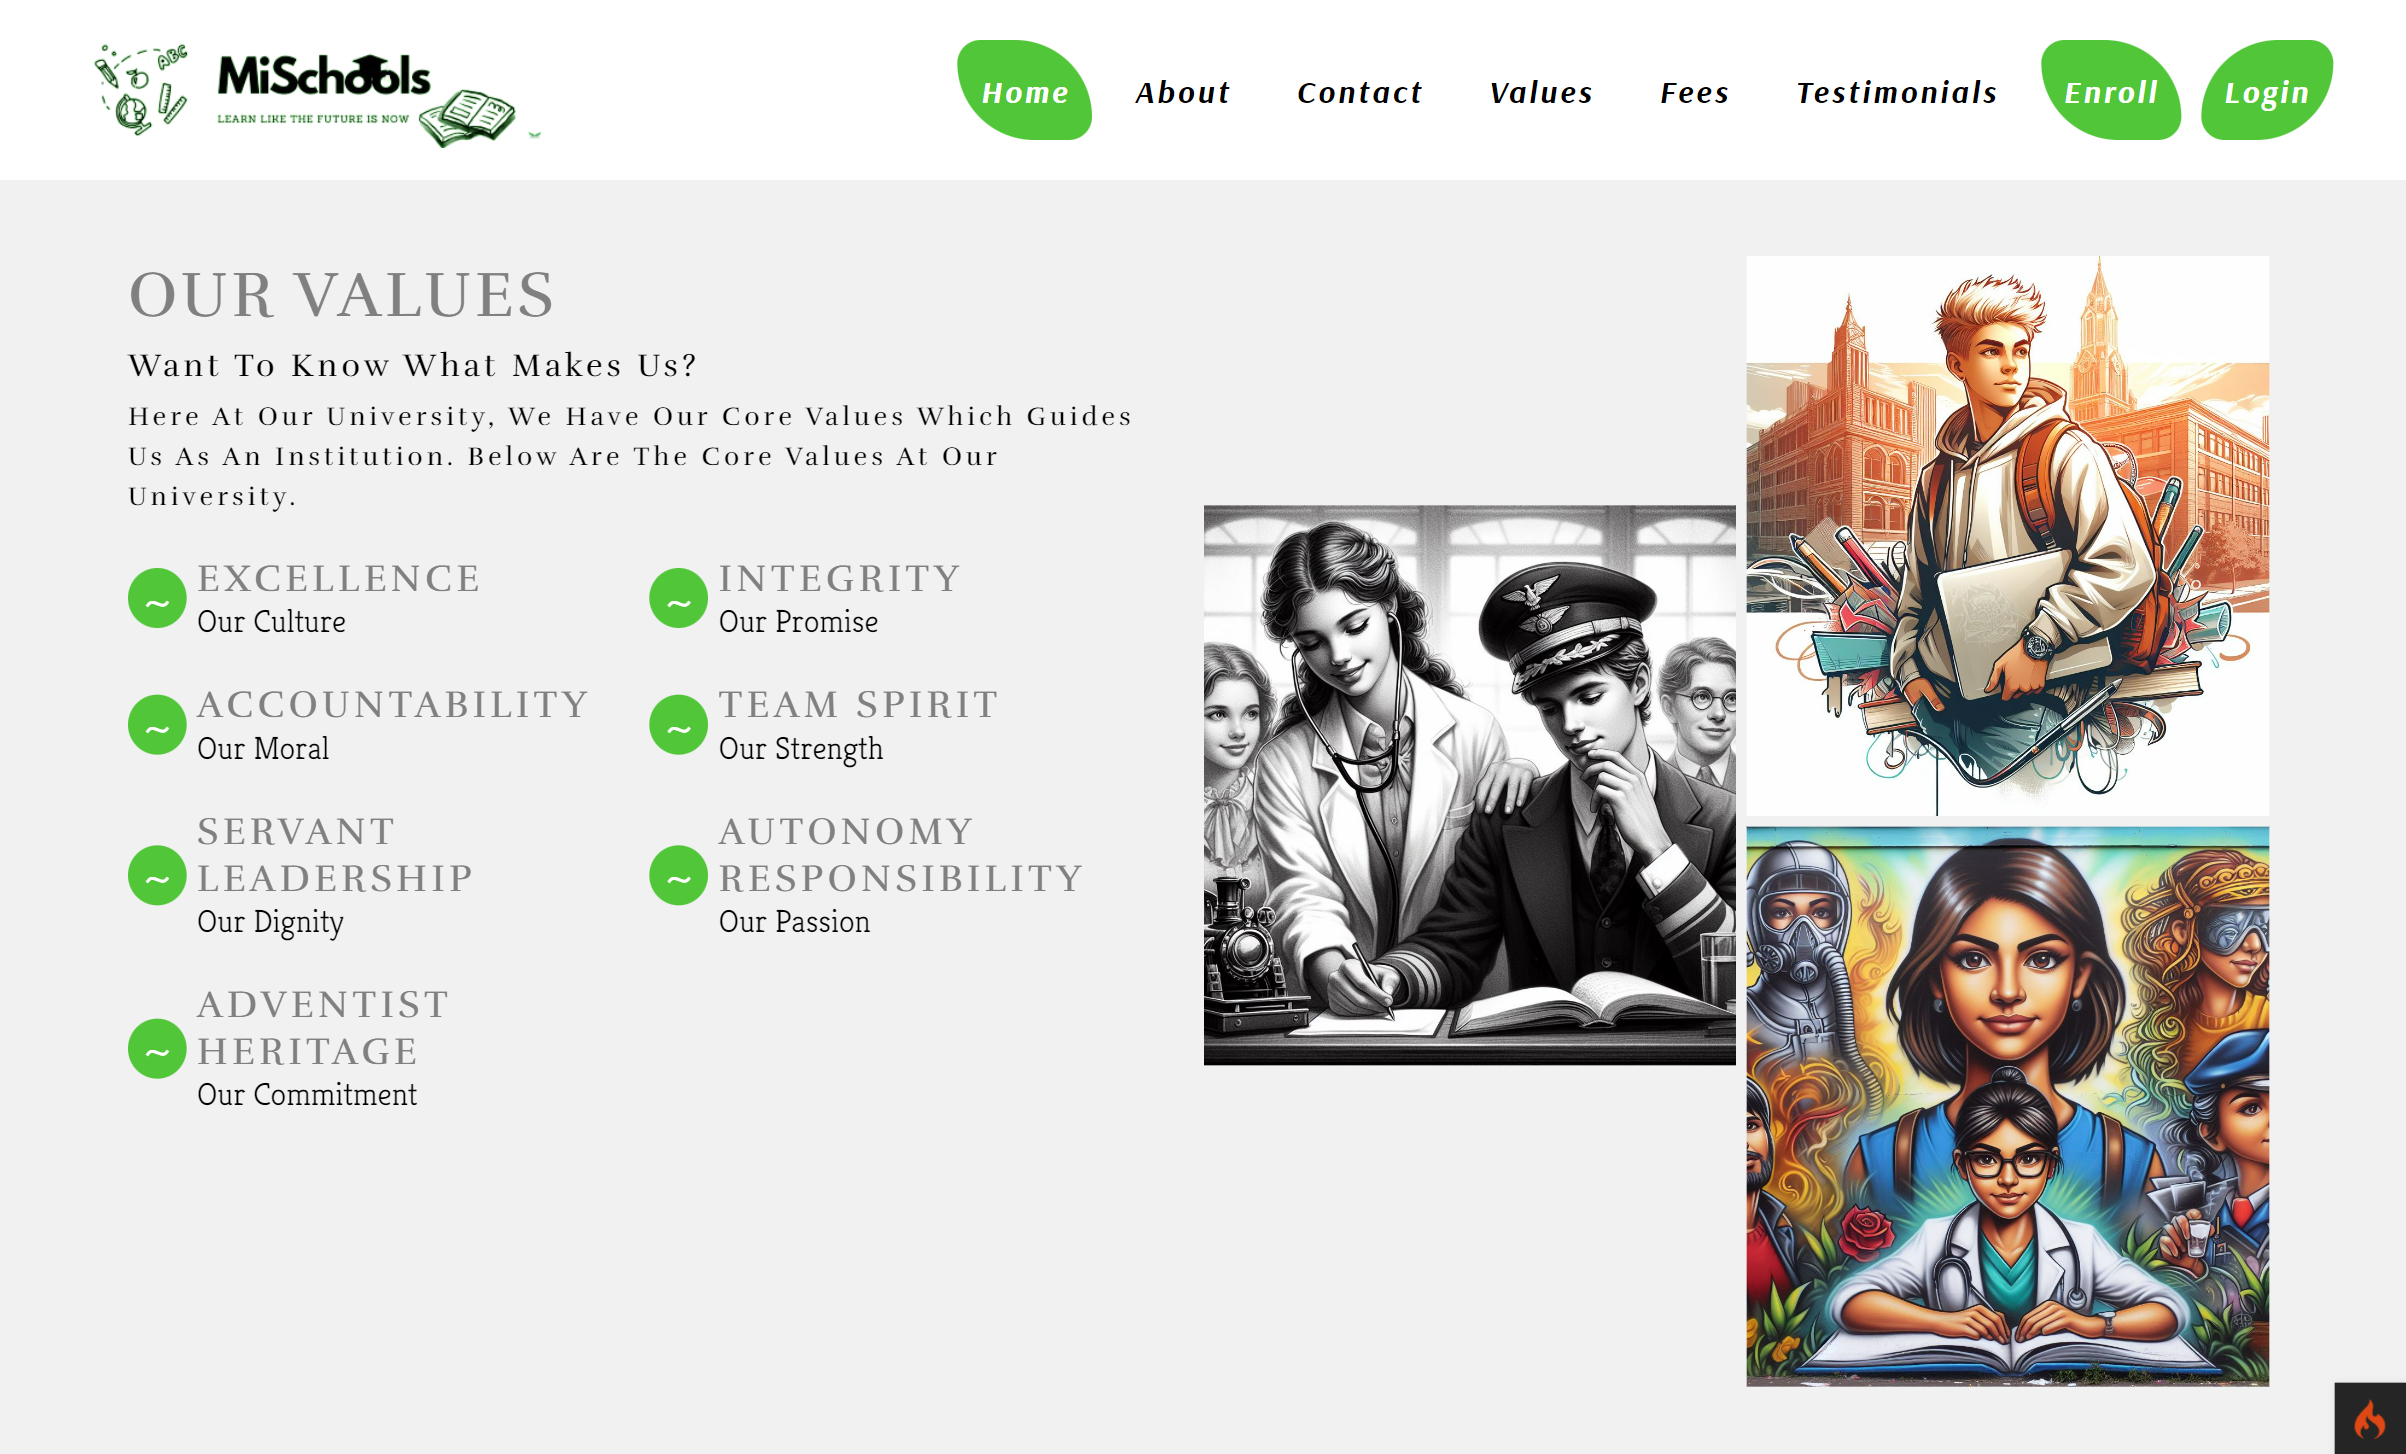 ABC
MiSchools
LEARN LIKE THE FUTURE IS NOW
Home
About
Contact
Values
Fees
Testimonials
Enroll
Login
OUR VALUES
Want To Know What Makes Us?
Here At Our University, We Have Our Core Values Which Guides
Us As An Institution. Below Are The Core Values At Our
University.
~
EXCELLENCE
Our Culture
~
INTEGRITY
Our Promise
~
ACCOUNTABILITY
Our Moral
~
TEAM SPIRIT
Our Strength
~
SERVANT
LEADERSHIP
Our Dignity
~
AUTONOMY
RESPONSIBILITY
Our Passion
~
ADVENTIST
HERITAGE
Our Commitment